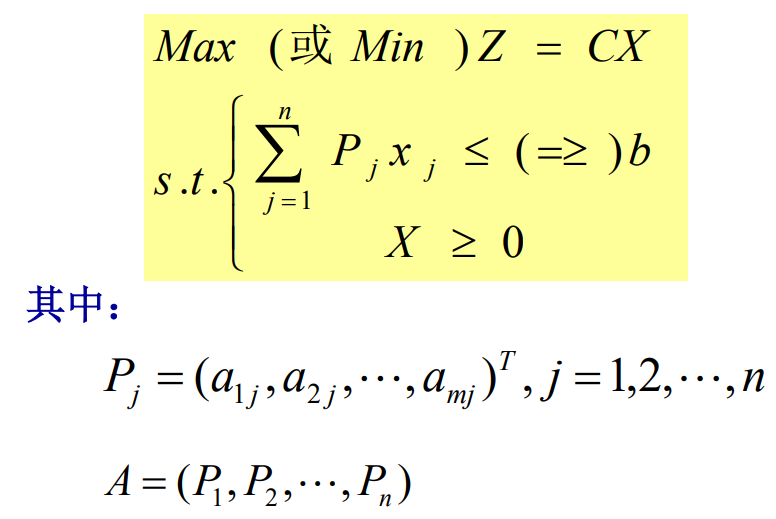 Max (或 Min )Z = CX
s.t. { \sum_{j=1}^{n} P_j x_j ≤ (=≥ )b
X ≥ 0
其中：
P_j = (a_{1j}, a_{2j}, ⋯, a_{mj})^T, j = 1,2,⋯, n
A = (P_1, P_2, ⋯, P_n)